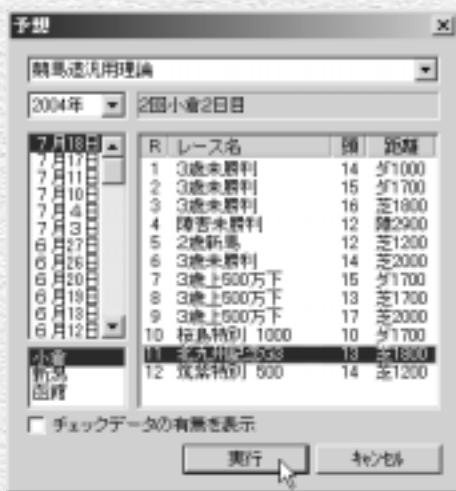 予想
競馬道汎用理論
2004年
2回小倉2日目
7月18日
7月17日
7月11日
7月10日
7月4日
7月3日
6月27日
6月26日
6月20日
6月19日
6月13日
6月12日
小倉
新潟
函館
R レース名 頭 距離
1 3歳未勝利 14 ダ1000
2 3歳未勝利 15 ダ1700
3 3歳未勝利 16 芝1800
4 障害未勝利 12 障2900
5 2歳新馬 12 芝1200
6 3歳未勝利 14 芝2000
7 3歳上500万下 15 ダ1700
8 3歳上500万下 13 芝1700
9 3歳上500万下 17 芝2000
10 桜島特別 1000 10 ダ1700
11 北九州記念G3 13 芝1800
12 筑紫特別 500 14 芝1200
チェックデータの有無を表示
実行
キャンセル